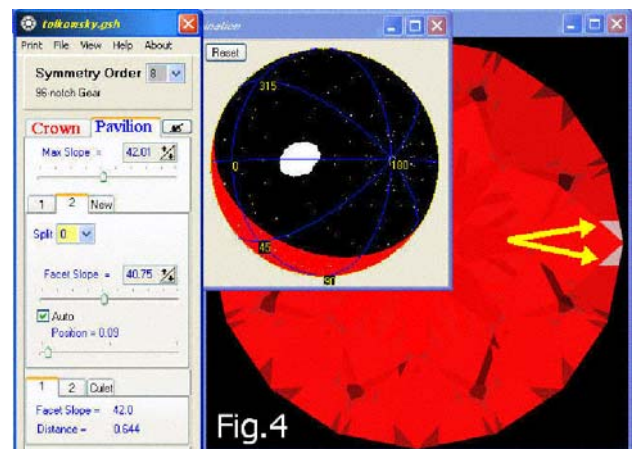 tolkowsky.gsh
Print File View Help About
Symmetry Order 8
96-notch Gear
Crown Pavilion
Max Slope = 42.01
1 2 New
Split 0
Facet Slope = 40.75
Auto
Position = 0.09
1 2 Culet
Facet Slope = 42.0
Distance = 0.644
Reset
315
0
180
45
Fig.4